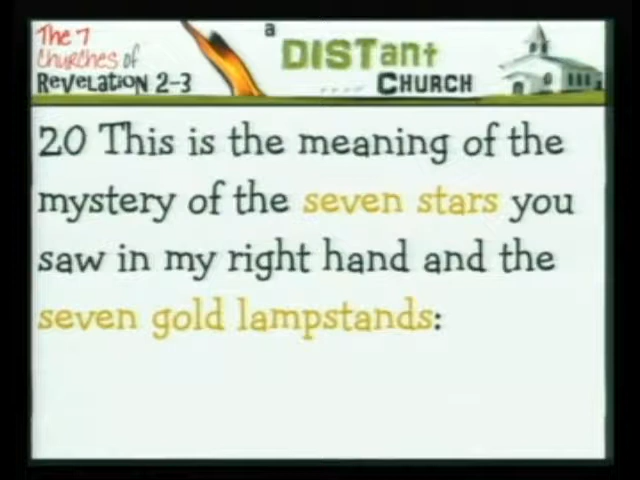 The 7
Churches of
Revelation 2-3
a
DISTant
.... CHURCH
20 This is the meaning of the
mystery of the seven stars you
saw in my right hand and the
seven gold lampstands: